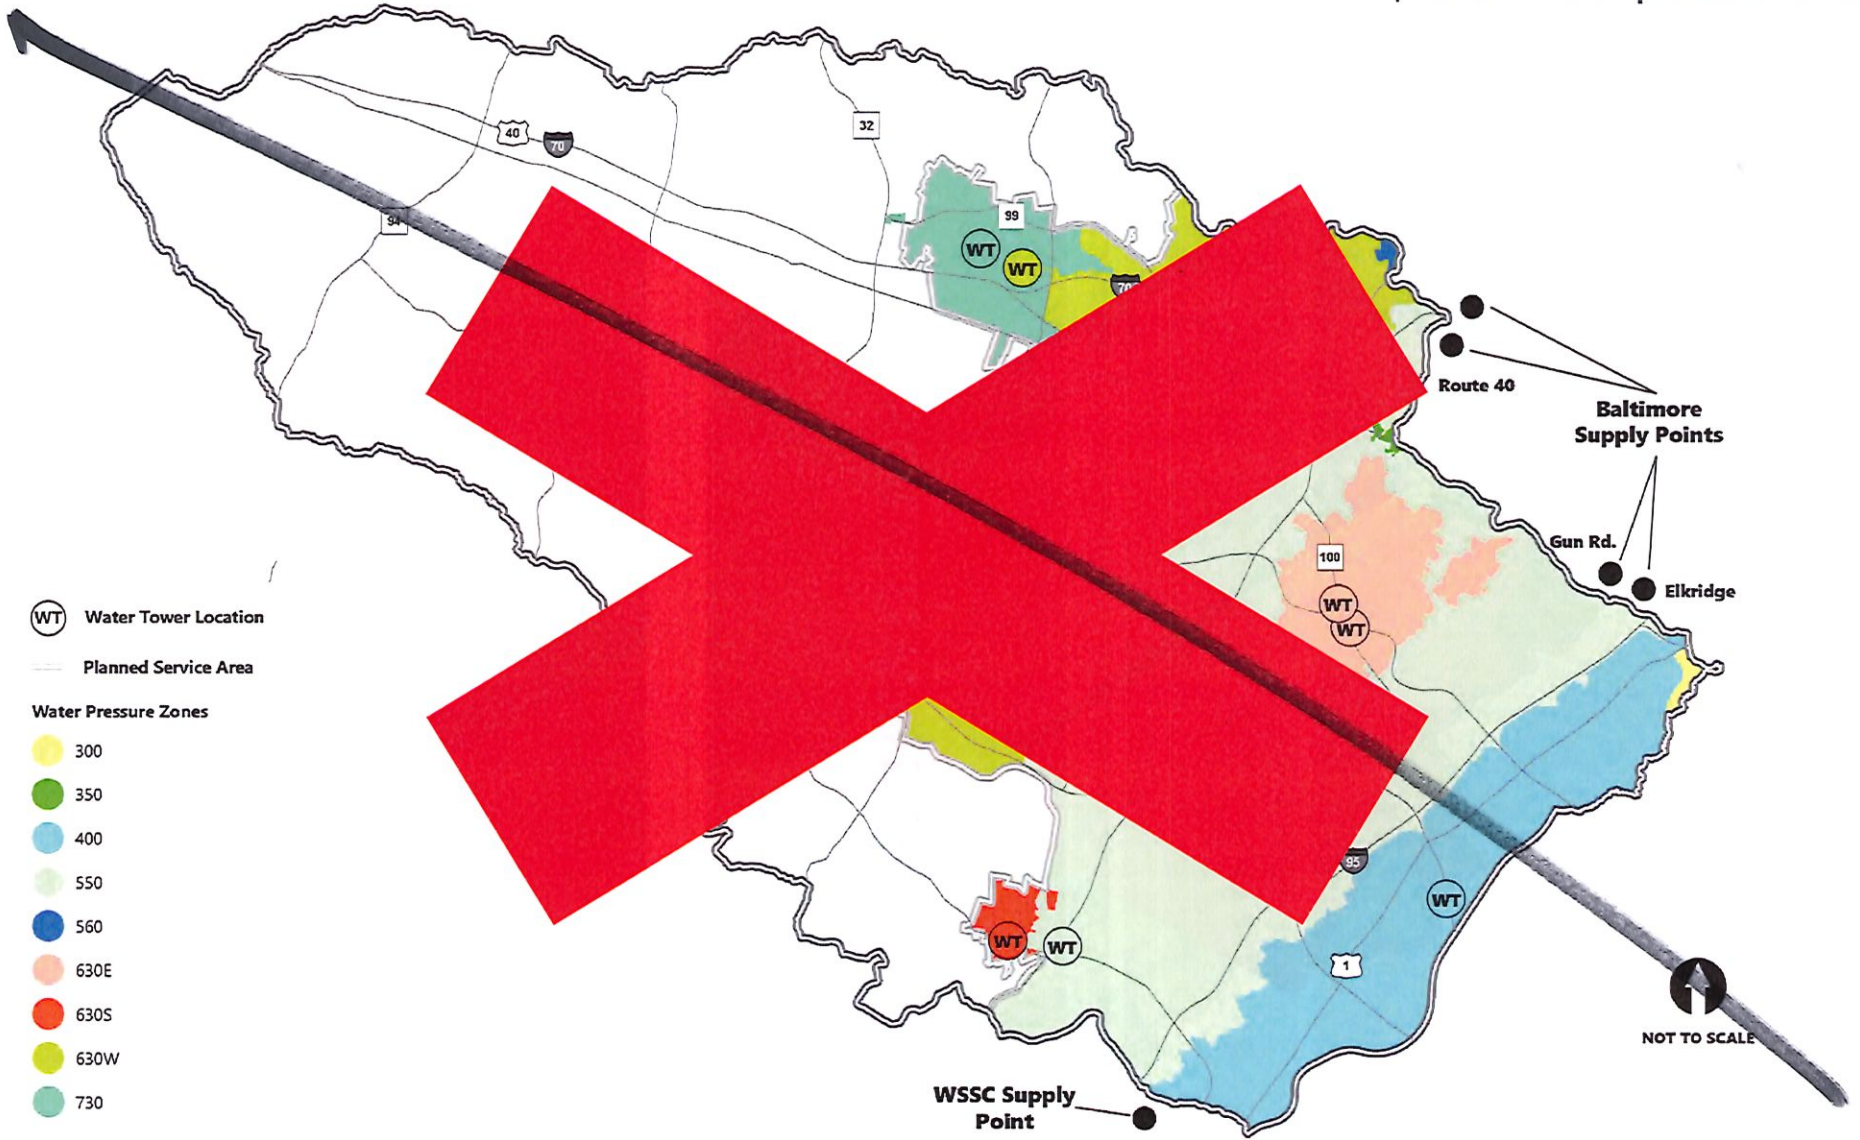 40
70
32
94
99
WT
WT
70
Route 40
Baltimore
Supply Points
Gun Rd.
100
Elkridge
WT
WT
WT Water Tower Location
Planned Service Area
Water Pressure Zones
300
350
400
550
560
630E
630S
630W
730
95
WT
WT
WT
1
NOT TO SCALE
WSSC Supply
Point